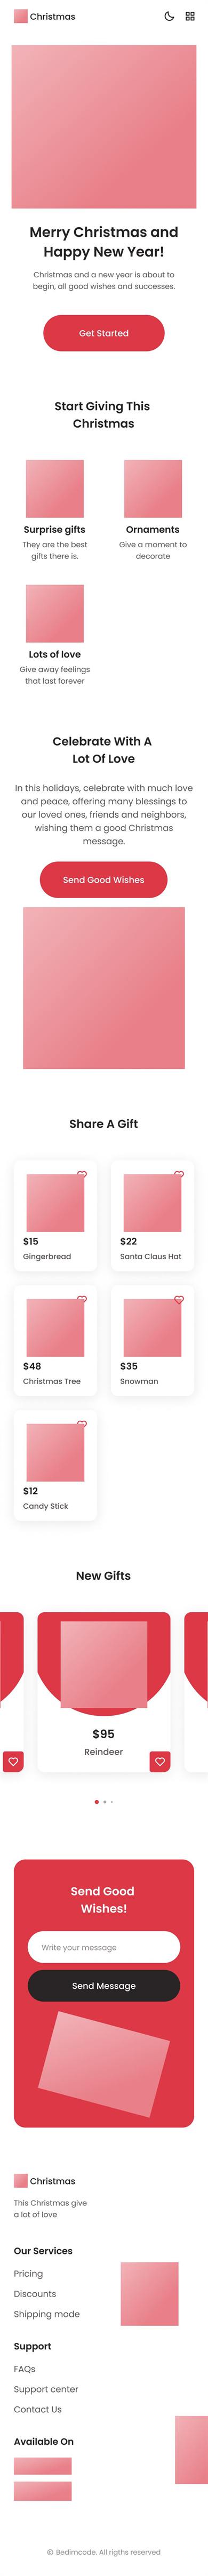 Christmas
Merry Christmas and
Happy New Year!
Christmas and a new year is about to
begin, all good wishes and successes.
Get Started
Start Giving This
Christmas
Surprise gifts
They are the best
gifts there is.
Ornaments
Give a moment to
decorate
Lots of love
Give away feelings
that last forever
Celebrate With A
Lot Of Love
In this holidays, celebrate with much love
and peace, offering many blessings to
our loved ones, friends and neighbors,
wishing them a good Christmas
message.
Send Good Wishes
Share A Gift
$15
Gingerbread
$22
Santa Claus Hat
$48
Christmas Tree
$35
Snowman
$12
Candy Stick
New Gifts
$95
Reindeer
Send Good
Wishes!
Write your message
Send Message
Christmas
This Christmas give
a lot of love
Our Services
Pricing
Discounts
Shipping mode
Support
FAQs
Support center
Contact Us
Available On
© Bedimcode. All rigths reserved